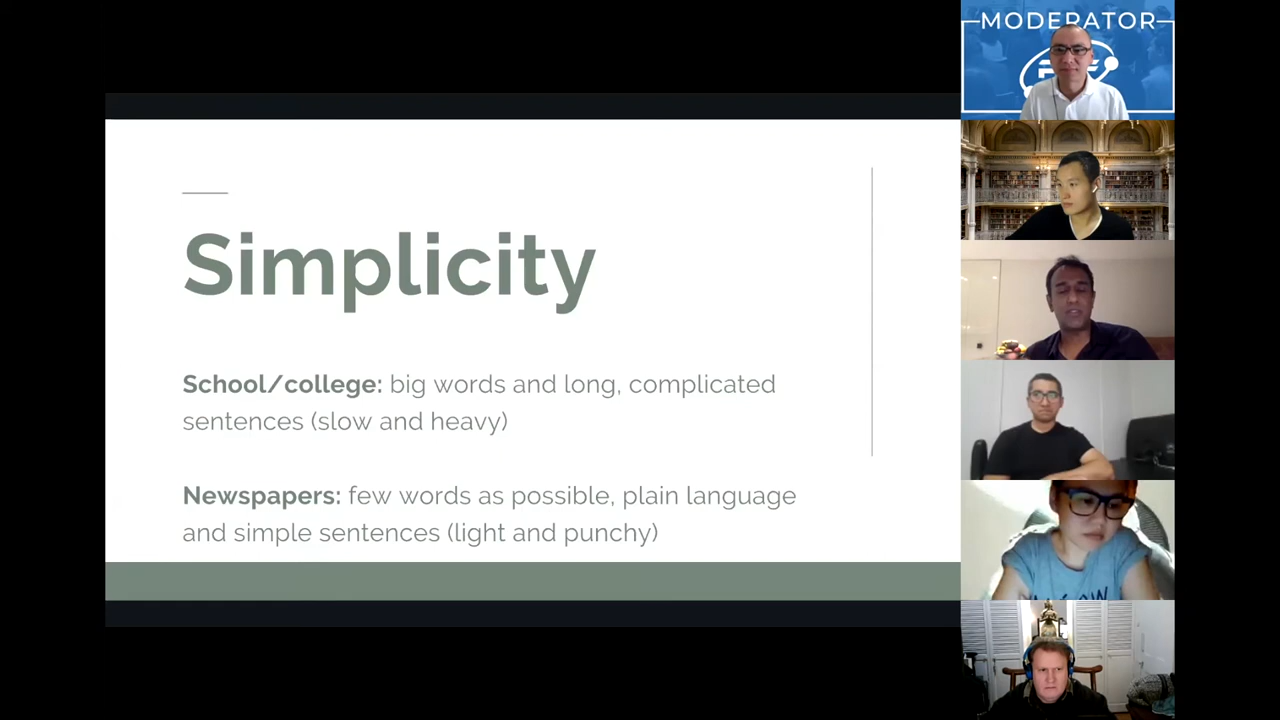 MODERATOR
Simplicity
School/college: big words and long, complicated
sentences (slow and heavy)
Newspapers: few words as possible, plain language
and simple sentences (light and punchy)